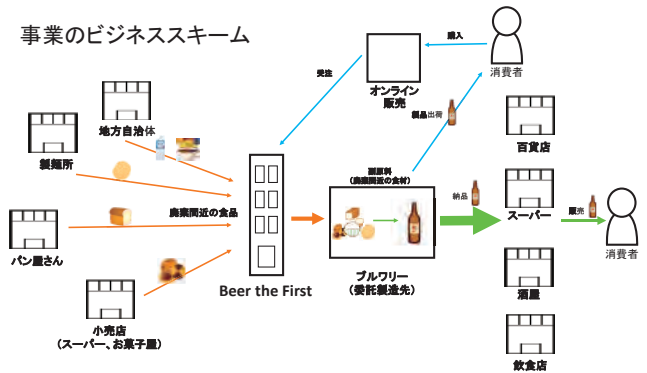 事業のビジネススキーム
購入
消費者
受注
オンライン
販売
製品出荷
地方自治体
製麺所
百貨店
副原料
(廃棄間近の食材)
廃棄間近の食品
納品
スーパー
販売
パン屋さん
消費者
Beer the First
ブルワリー
(委託製造先)
酒屋
小売店
(スーパー、お菓子屋)
飲食店